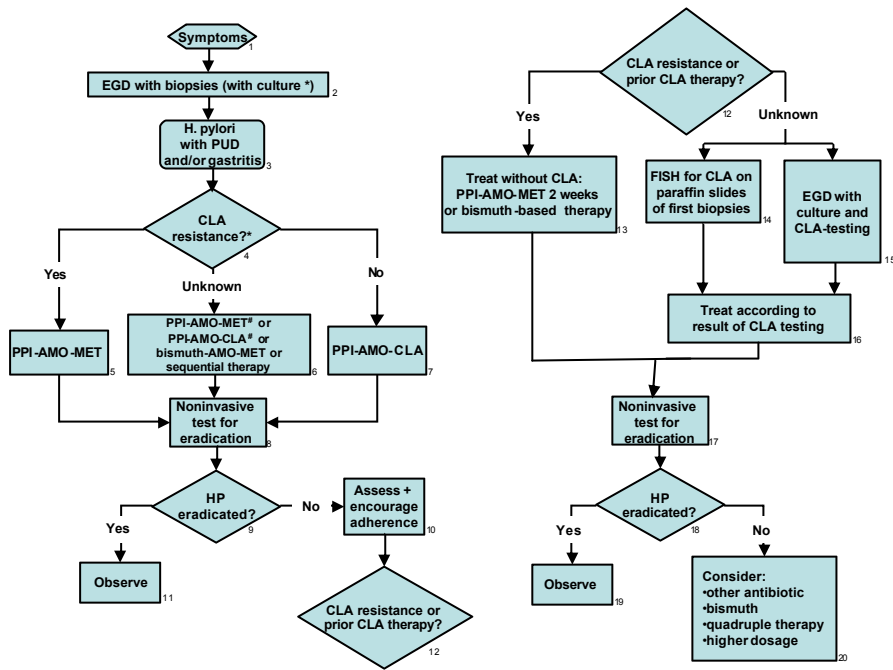 Symptoms
1
EGD with biopsies (with culture *)
2
H. pylori
with PUD
and/or gastritis
3
CLA
resistance?*
4
Yes
Unknown
No
PPI-AMO-MET
5
PPI-AMO-MET# or
PPI-AMO-CLA# or
bismuth-AMO-MET or
sequential therapy
6
PPI-AMO-CLA
7
Noninvasive
test for
eradication
8
HP
eradicated?
9
Yes
No
Assess +
encourage
adherence
10
Observe
11
CLA resistance or
prior CLA therapy?
12
CLA resistance or
prior CLA therapy?
12
Yes
Unknown
Treat without CLA:
PPI-AMO-MET 2 weeks
or bismuth-based therapy
13
FISH for CLA on
paraffin slides
of first biopsies
14
EGD with
culture and
CLA-testing
15
Treat according to
result of CLA testing
16
Noninvasive
test for
eradication
17
HP
eradicated?
18
Yes
No
Observe
19
Consider:
•other antibiotic
•bismuth
•quadruple therapy
•higher dosage
20